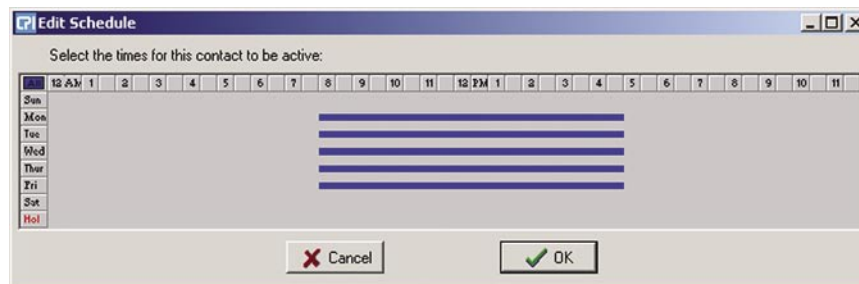 CPI Edit Schedule
Select the times for this contact to be active:
All 12 AM 1 2 3 4 5 6 7 8 9 10 11 12 PM 1 2 3 4 5 6 7 8 9 10 11
Sun
Mon
Tue
Wed
Thur
Fri
Sat
Hol
Cancel OK